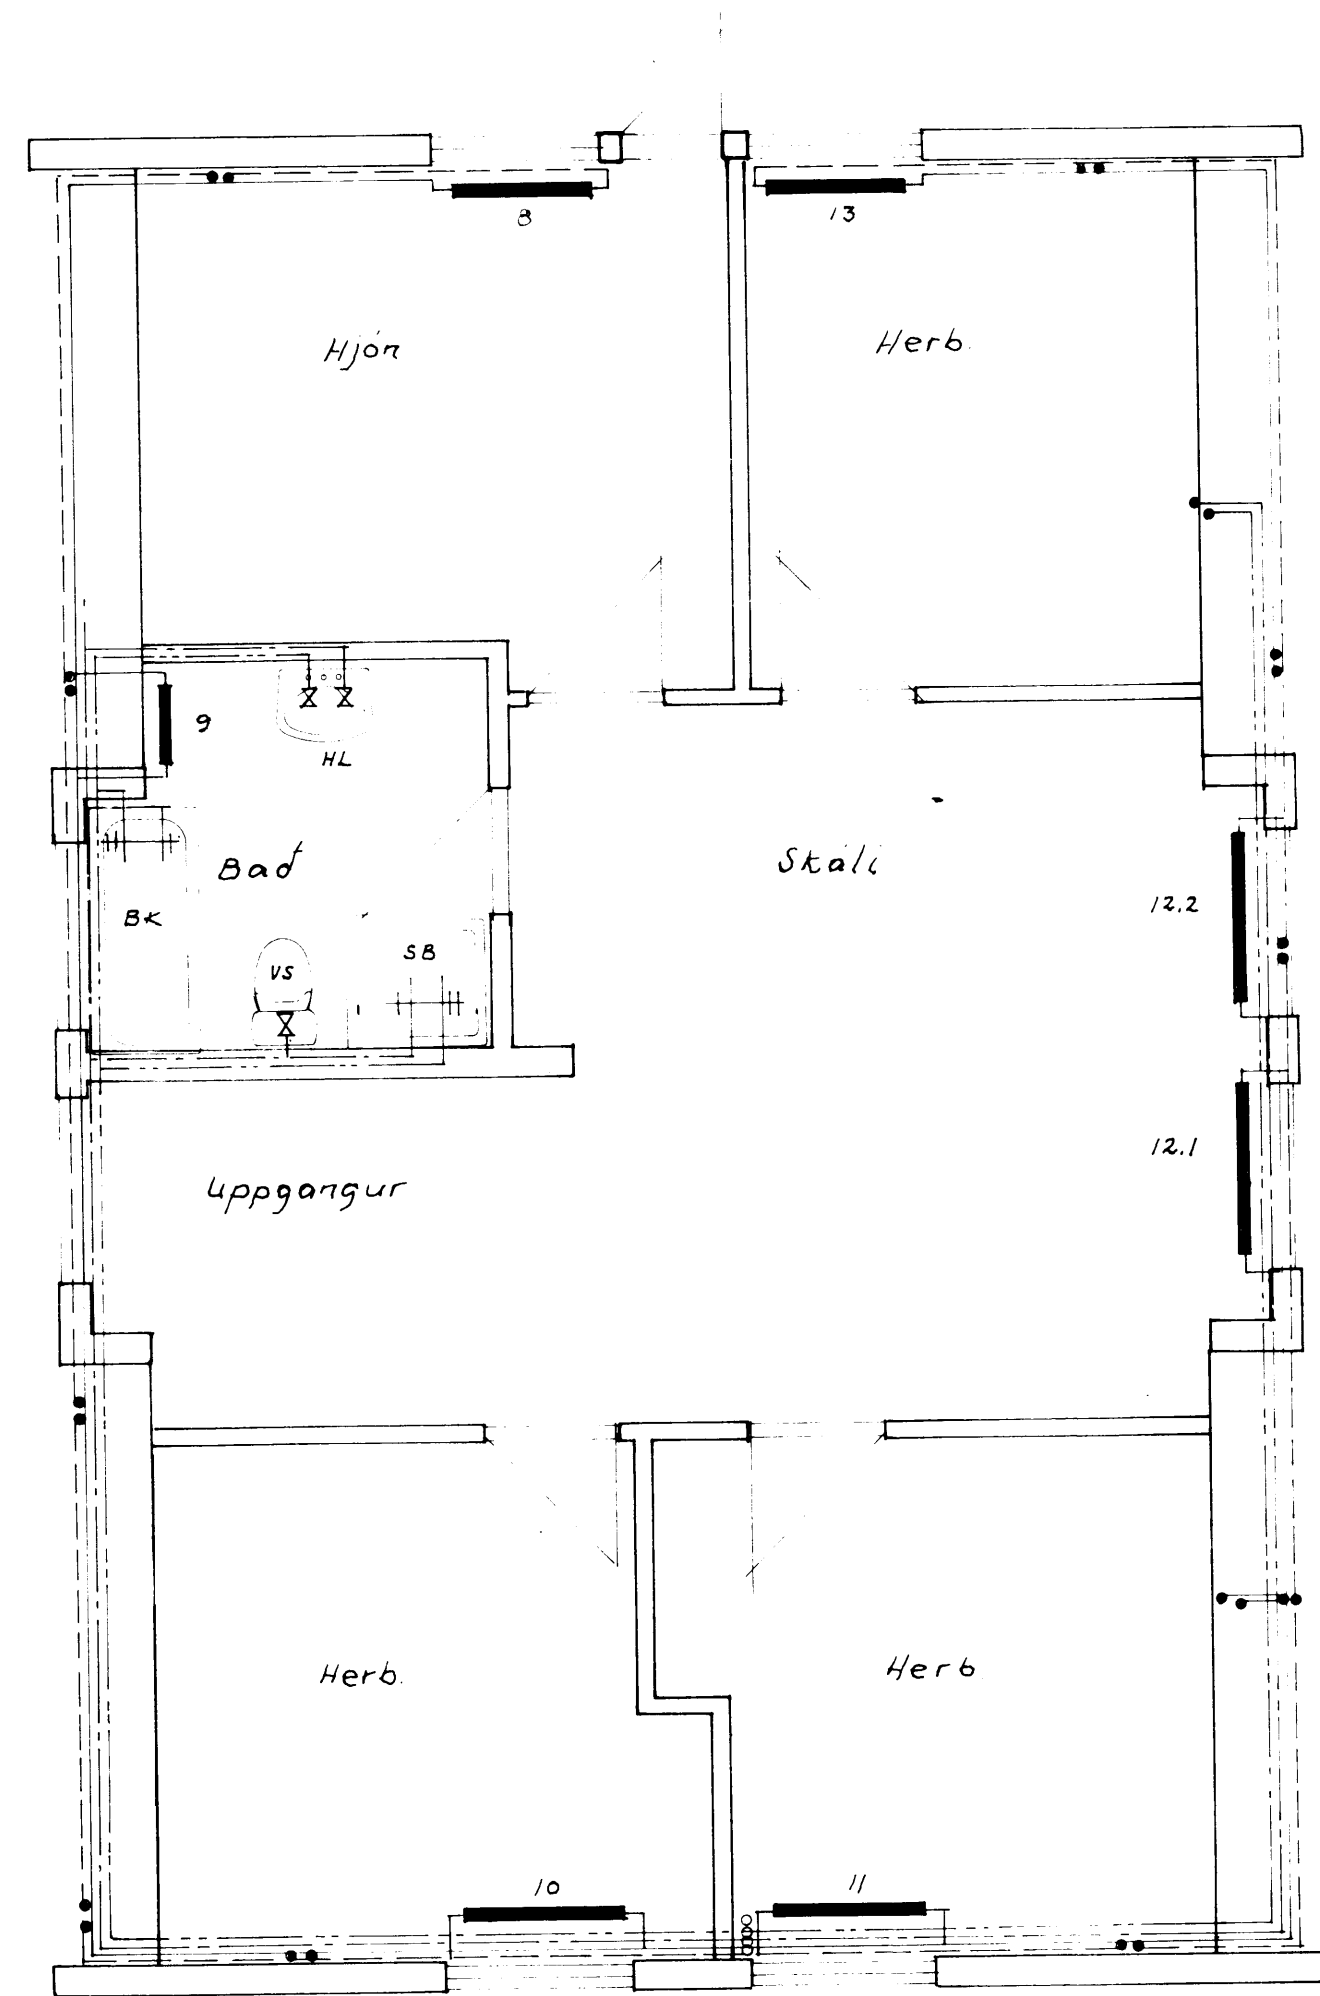 8
13
Hjón
Herb.
9
HL
Bað
Skáli
BK
12.2
SB
VS
12.1
Uppgangur
Herb.
Herb
10
11